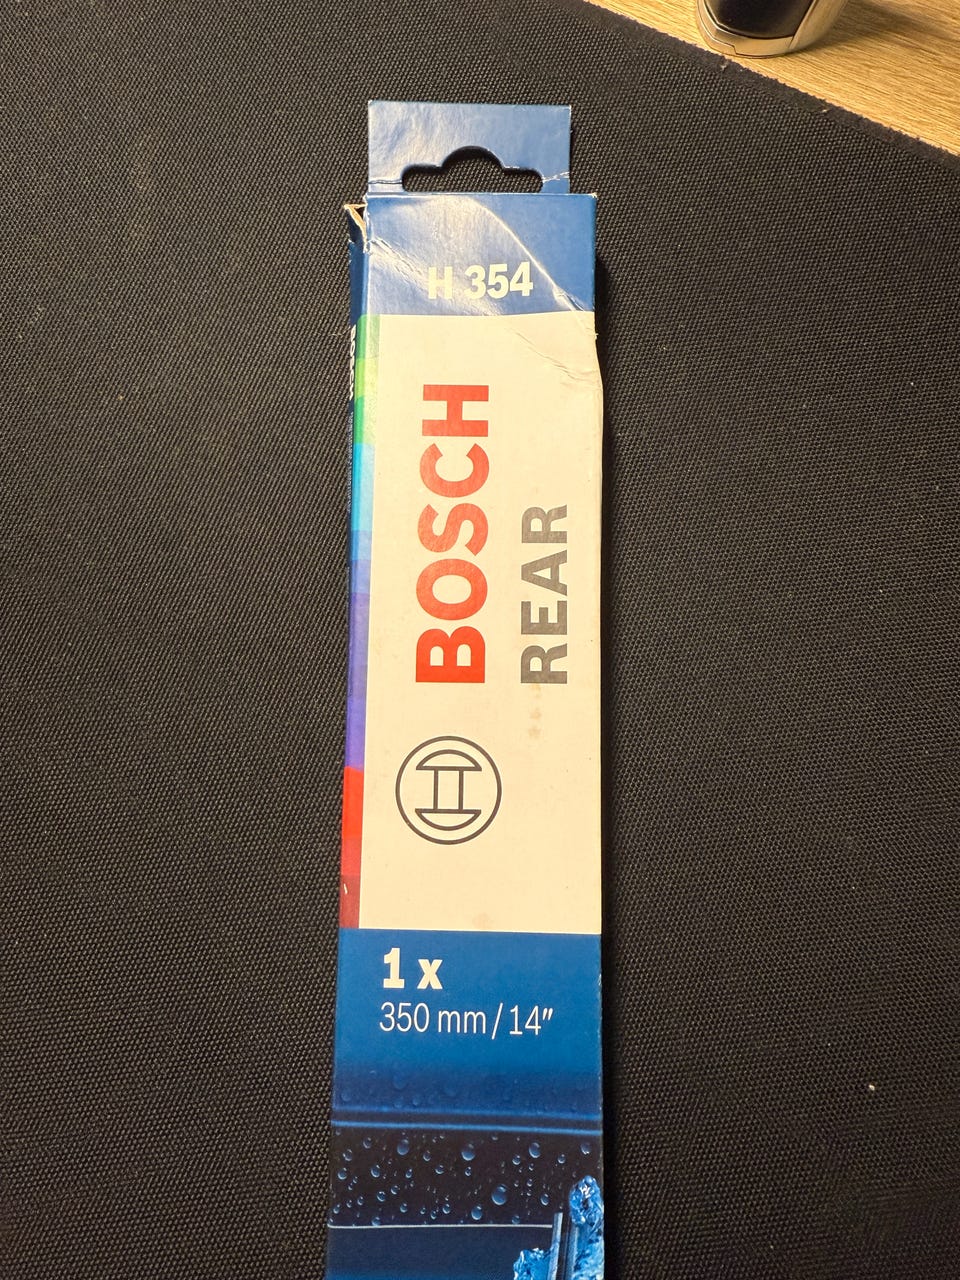 H 354
BOSCH
REAR
1 x
350 mm / 14"